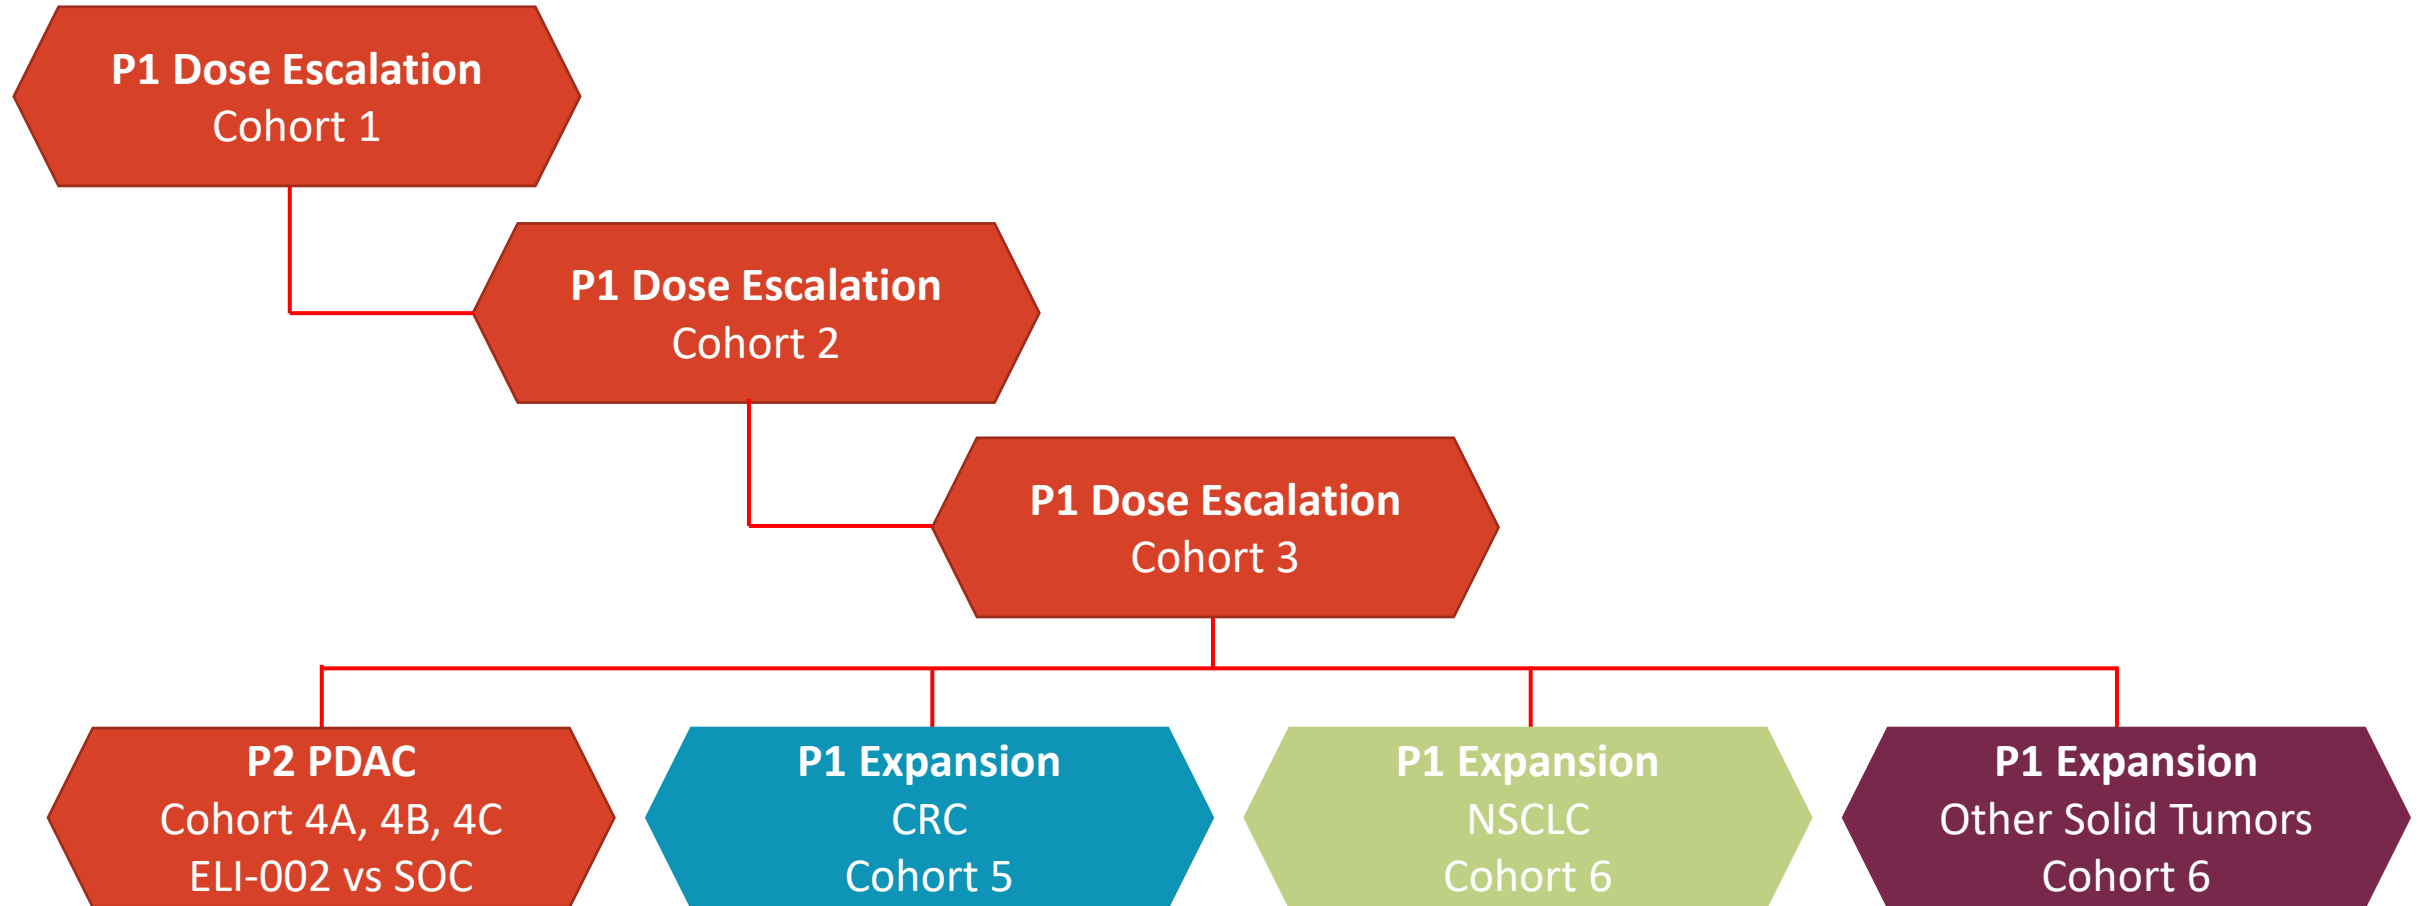 P1 Dose Escalation
Cohort 1
P1 Dose Escalation
Cohort 2
P1 Dose Escalation
Cohort 3
P2 PDAC
Cohort 4A, 4B, 4C
ELI-002 vs SOC
P1 Expansion
CRC
Cohort 5
P1 Expansion
NSCLC
Cohort 6
P1 Expansion
Other Solid Tumors
Cohort 6